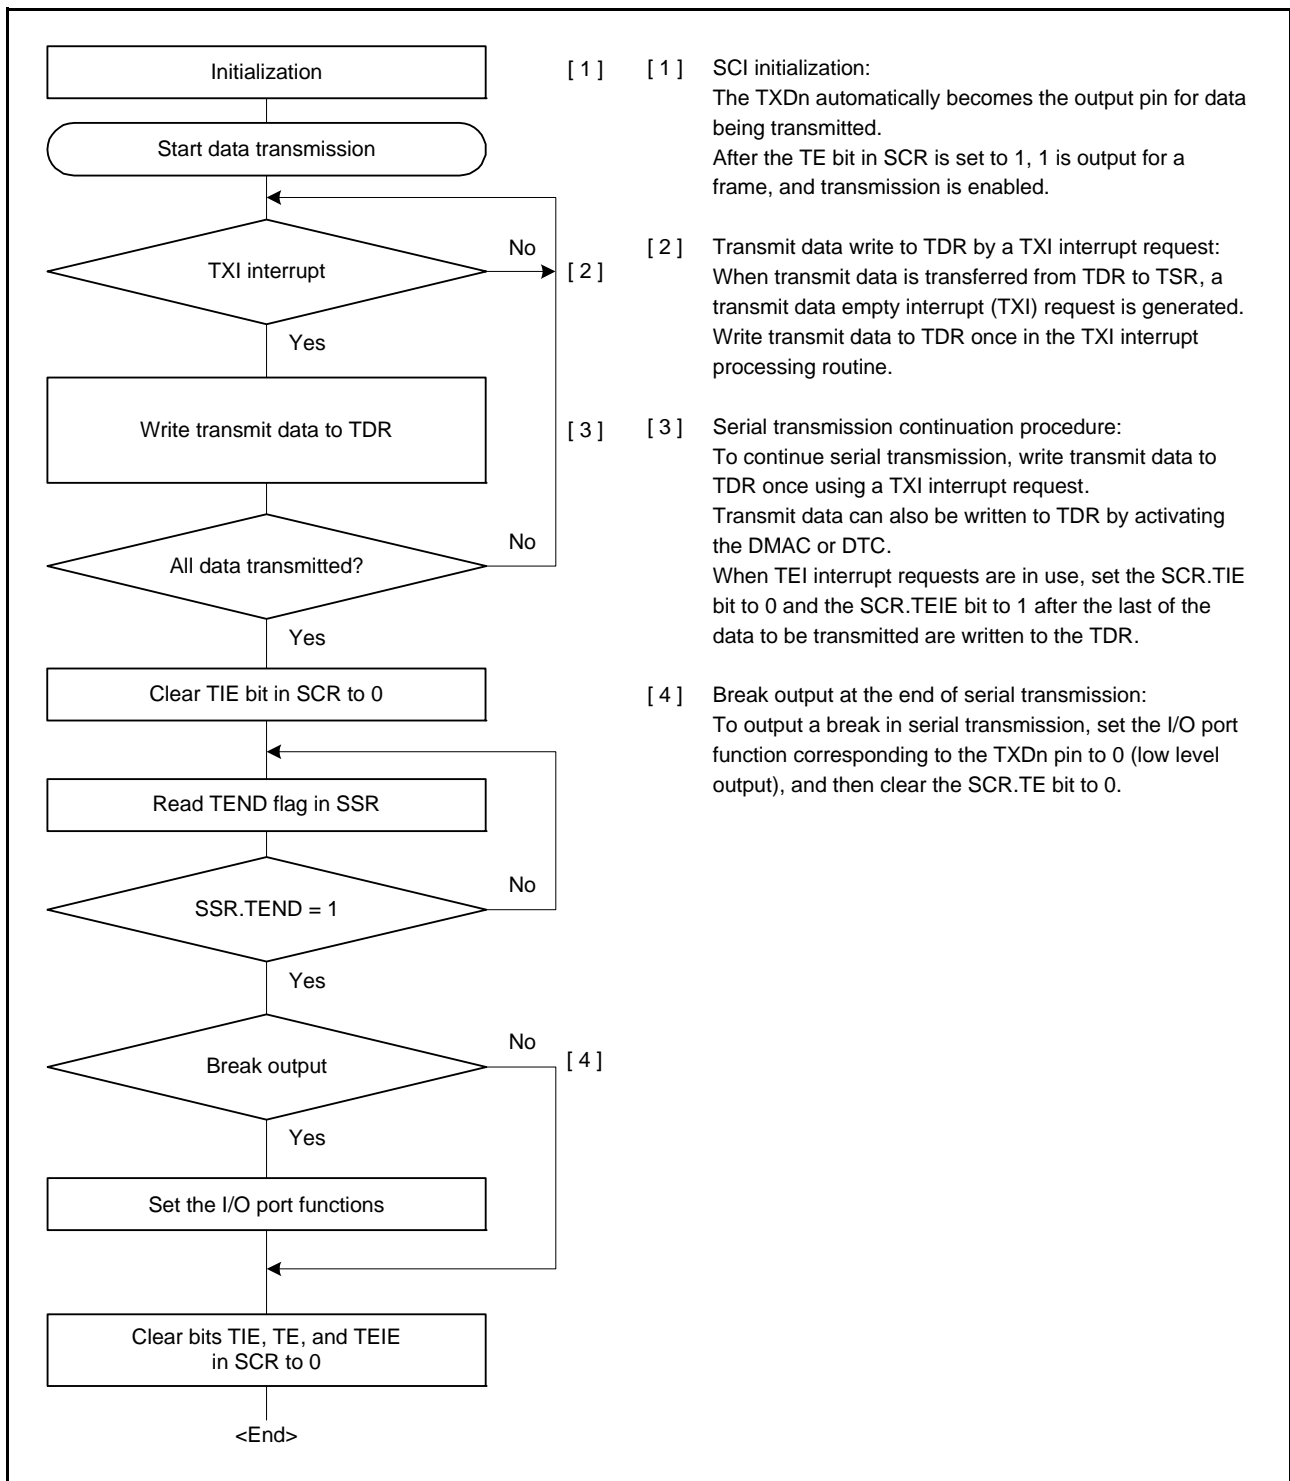 Initialization
[ 1 ]
Start data transmission
TXI interrupt
No
[ 2 ]
Yes
Write transmit data to TDR
[ 3 ]
All data transmitted?
No
Yes
Clear TIE bit in SCR to 0
Read TEND flag in SSR
SSR.TEND = 1
No
Yes
Break output
No
[ 4 ]
Yes
Set the I/O port functions
Clear bits TIE, TE, and TEIE
in SCR to 0
<End>
[ 1 ] SCI initialization:
The TXDn automatically becomes the output pin for data
being transmitted.
After the TE bit in SCR is set to 1, 1 is output for a
frame, and transmission is enabled.
[ 2 ] Transmit data write to TDR by a TXI interrupt request:
When transmit data is transferred from TDR to TSR, a
transmit data empty interrupt (TXI) request is generated.
Write transmit data to TDR once in the TXI interrupt
processing routine.
[ 3 ] Serial transmission continuation procedure:
To continue serial transmission, write transmit data to
TDR once using a TXI interrupt request.
Transmit data can also be written to TDR by activating
the DMAC or DTC.
When TEI interrupt requests are in use, set the SCR.TIE
bit to 0 and the SCR.TEIE bit to 1 after the last of the
data to be transmitted are written to the TDR.
[ 4 ] Break output at the end of serial transmission:
To output a break in serial transmission, set the I/O port
function corresponding to the TXDn pin to 0 (low level
output), and then clear the SCR.TE bit to 0.